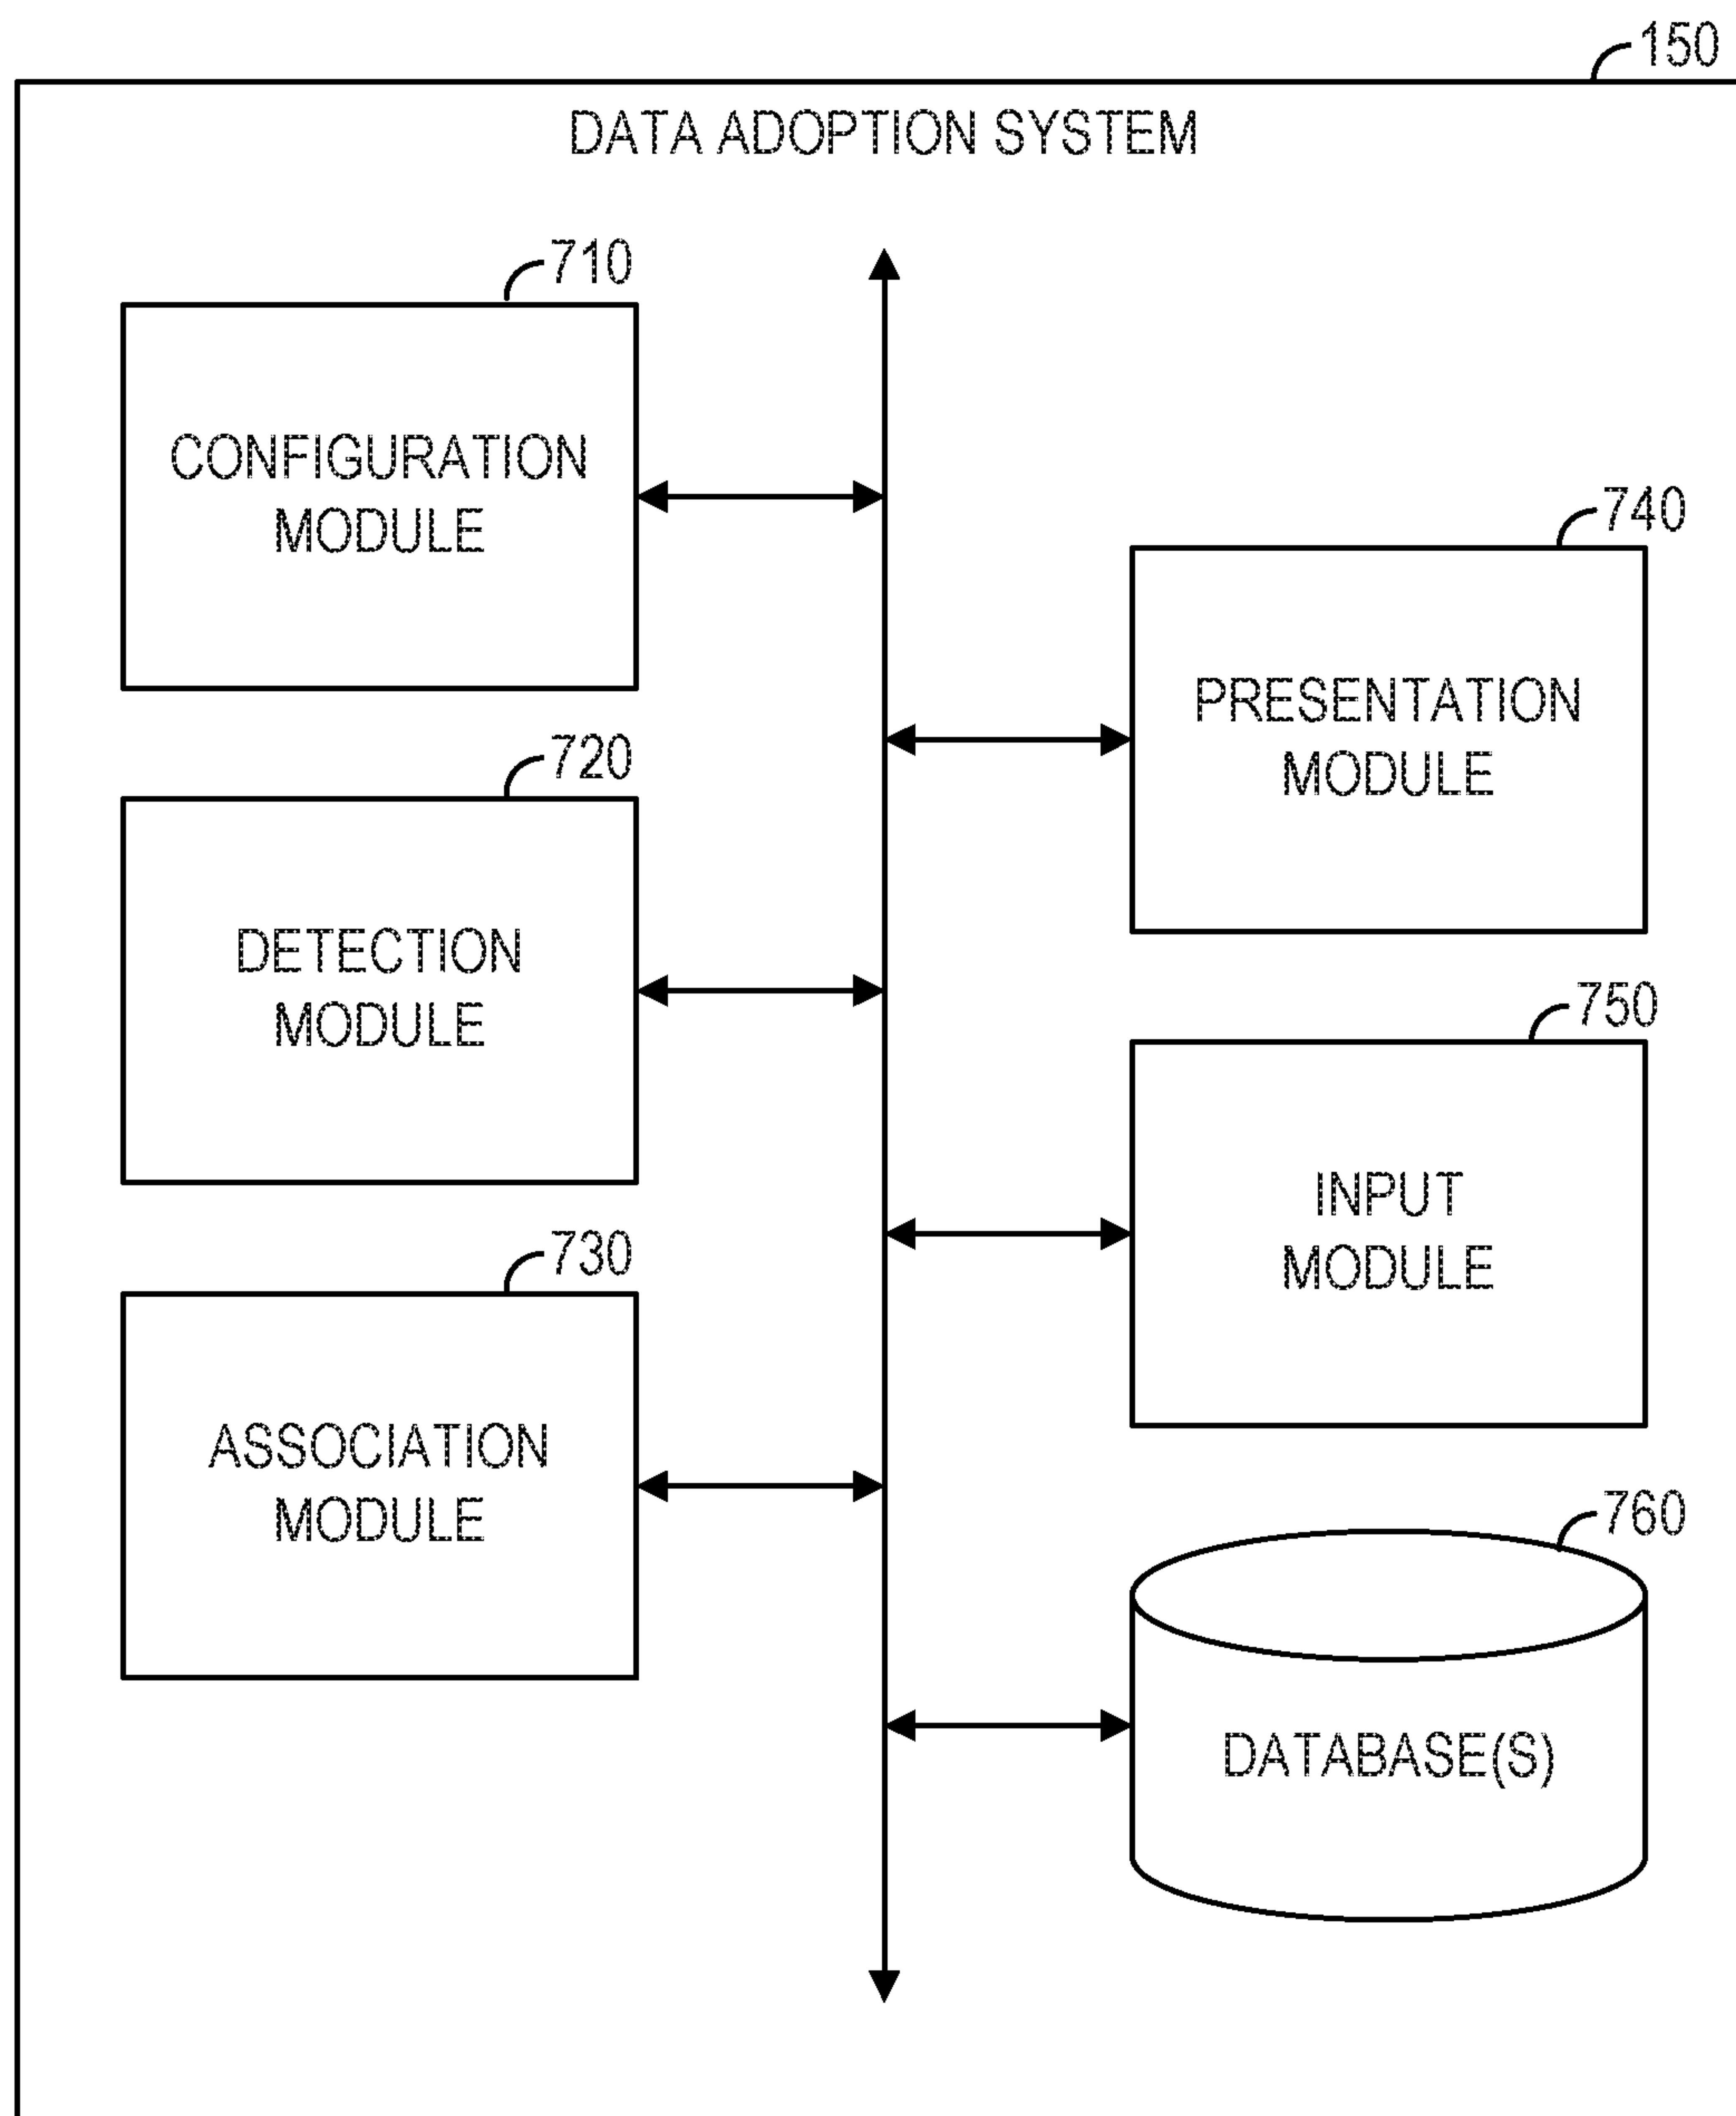 150
DATA ADOPTION SYSTEM
710
CONFIGURATION
MODULE
720
DETECTION
MODULE
730
ASSOCIATION
MODULE
740
PRESENTATION
MODULE
750
INPUT
MODULE
760
DATABASE(S)